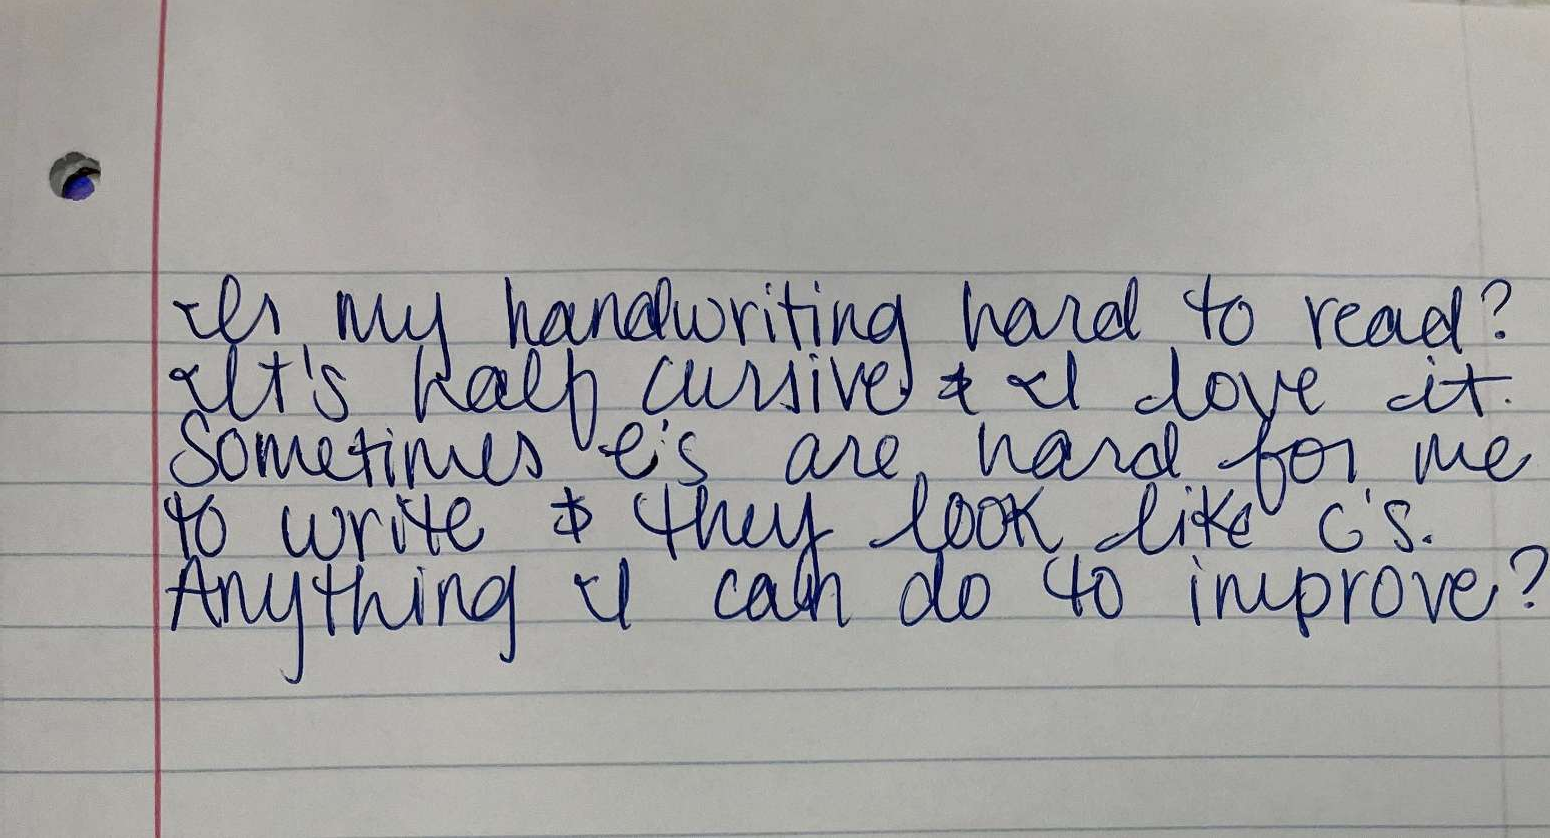 Is my handwriting hard to read?
It's half cursive & I love it.
Sometimes e's are hard for me
to write & they look like c's.
Anything I can do to improve?